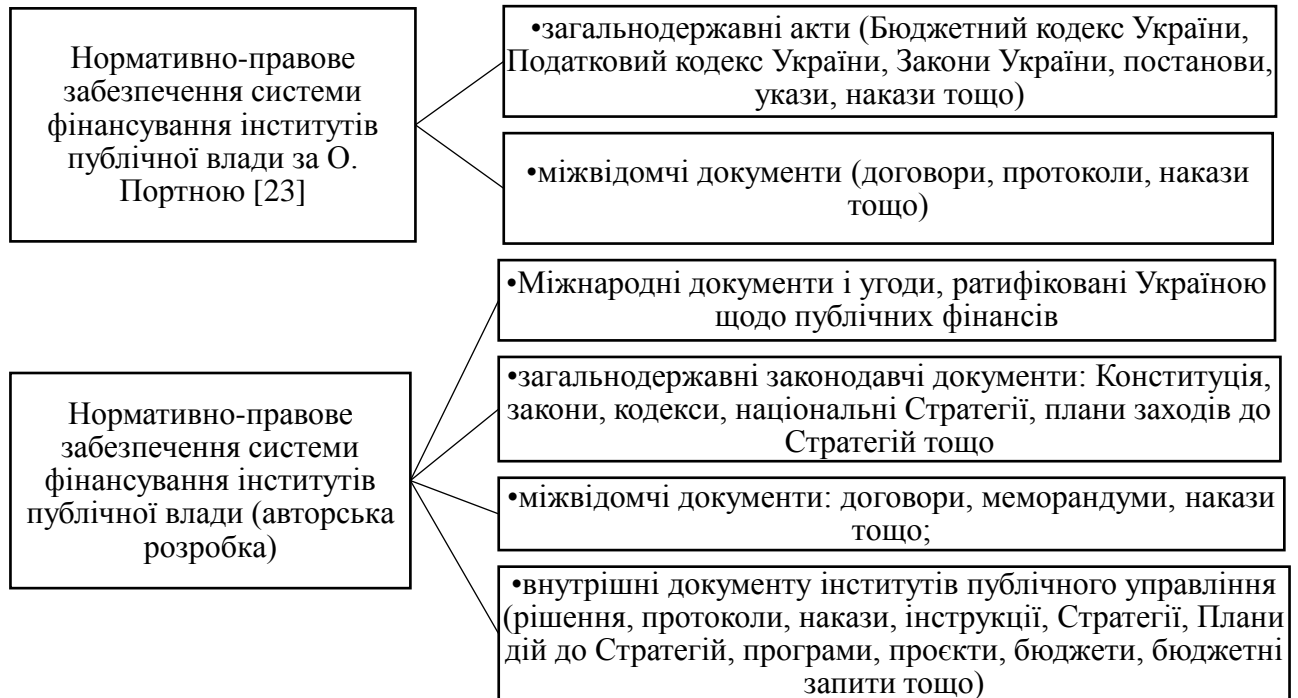 Нормативно-правове
забезпечення системи
фінансування інститутів
публічної влади за О.
Портною [23]
•загальнодержавні акти (Бюджетний кодекс України,
Податковий кодекс України, Закони України, постанови,
укази, накази тощо)
•міжвідомчі документи (договори, протоколи, накази
тощо)
Нормативно-правове
забезпечення системи
фінансування інститутів
публічної влади (авторська
розробка)
•Міжнародні документи і угоди, ратифіковані Україною
щодо публічних фінансів
•загальнодержавні законодавчі документи: Конституція,
закони, кодекси, національні Стратегії, плани заходів до
Стратегій тощо
•міжвідомчі документи: договори, меморандуми, накази
тощо;
•внутрішні документу інститутів публічного управління
(рішення, протоколи, накази, інструкції, Стратегії, Плани
дій до Стратегій, програми, проєкти, бюджети, бюджетні
запити тощо)